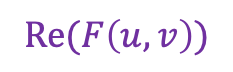 Re(F(u, v))